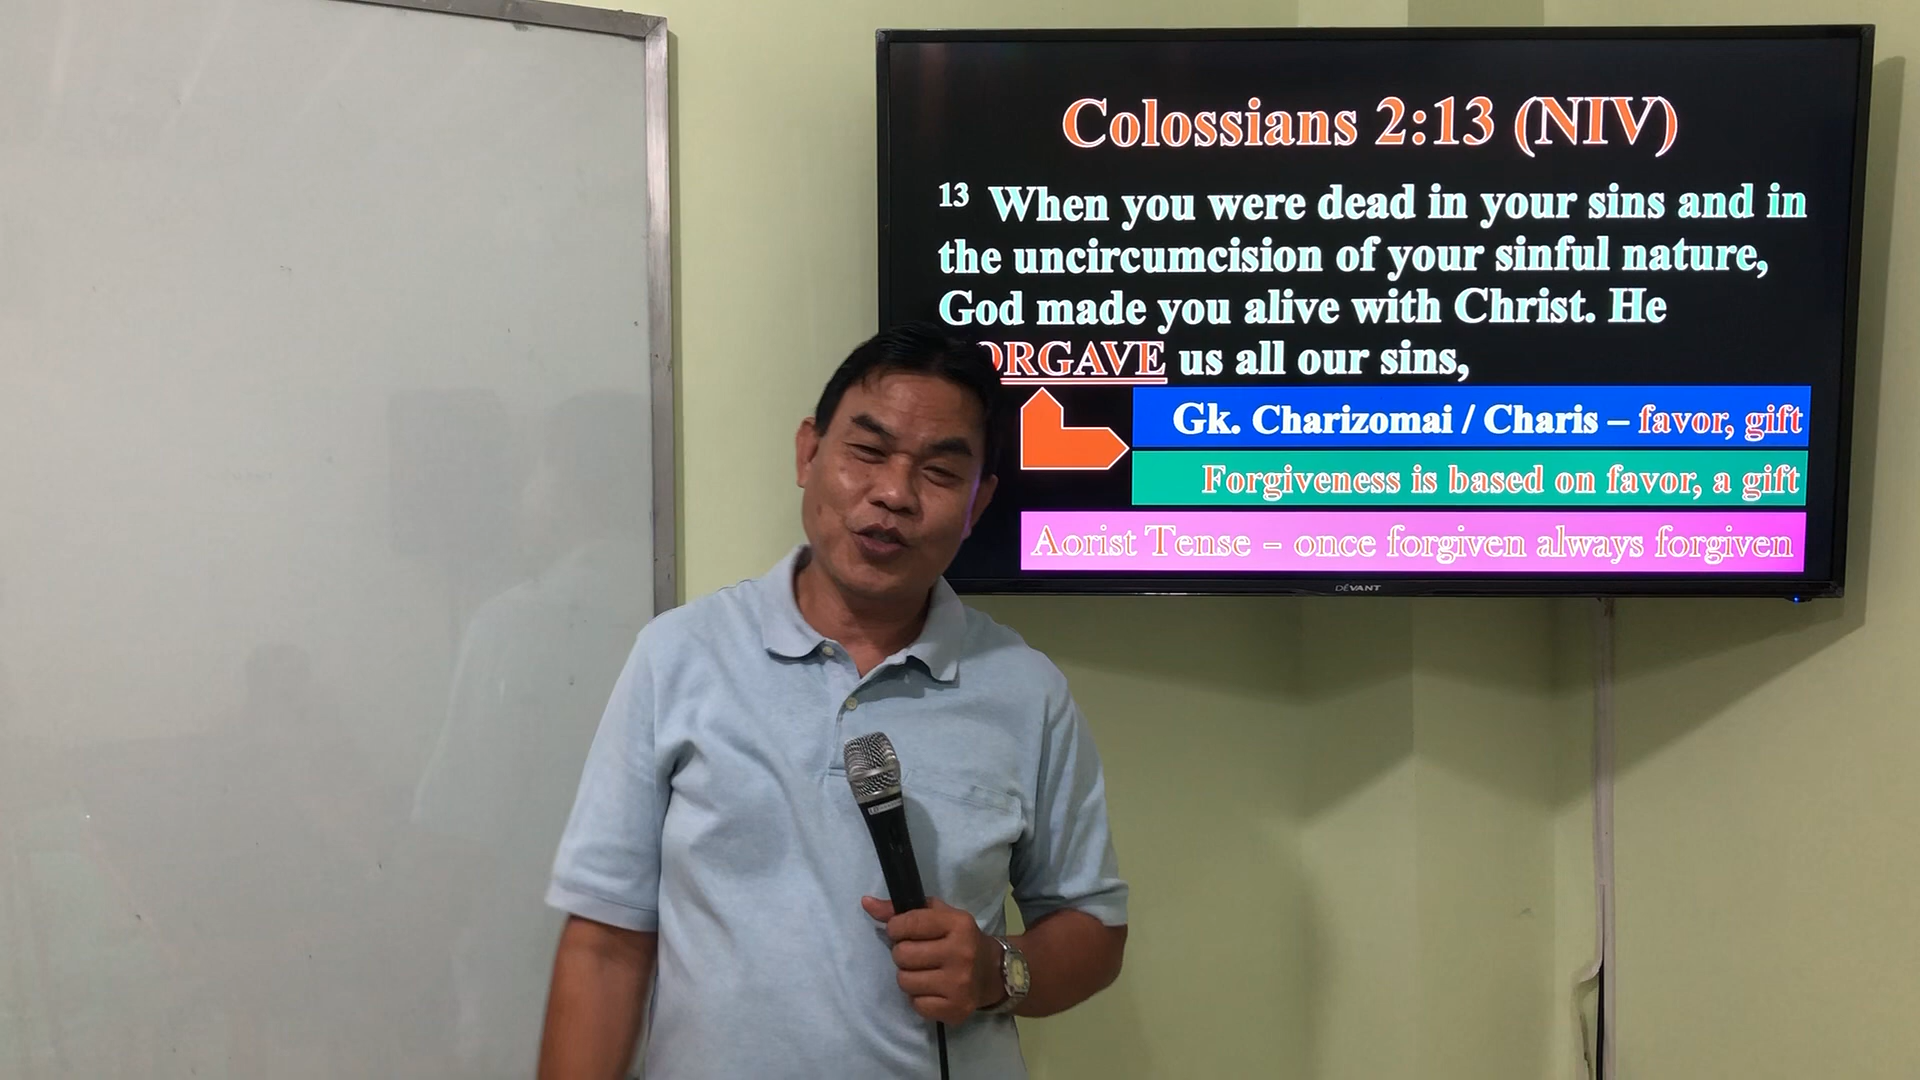 Colossians 2:13 (NIV)
13 When you were dead in your sins and in
the uncircumcision of your sinful nature,
God made you alive with Christ. He
ORGAVE us all our sins,
Gk. Charizomai / Charis – favor, gift
Forgiveness is based on favor, a gift
Aorist Tense – once forgiven always forgiven
DEVANT